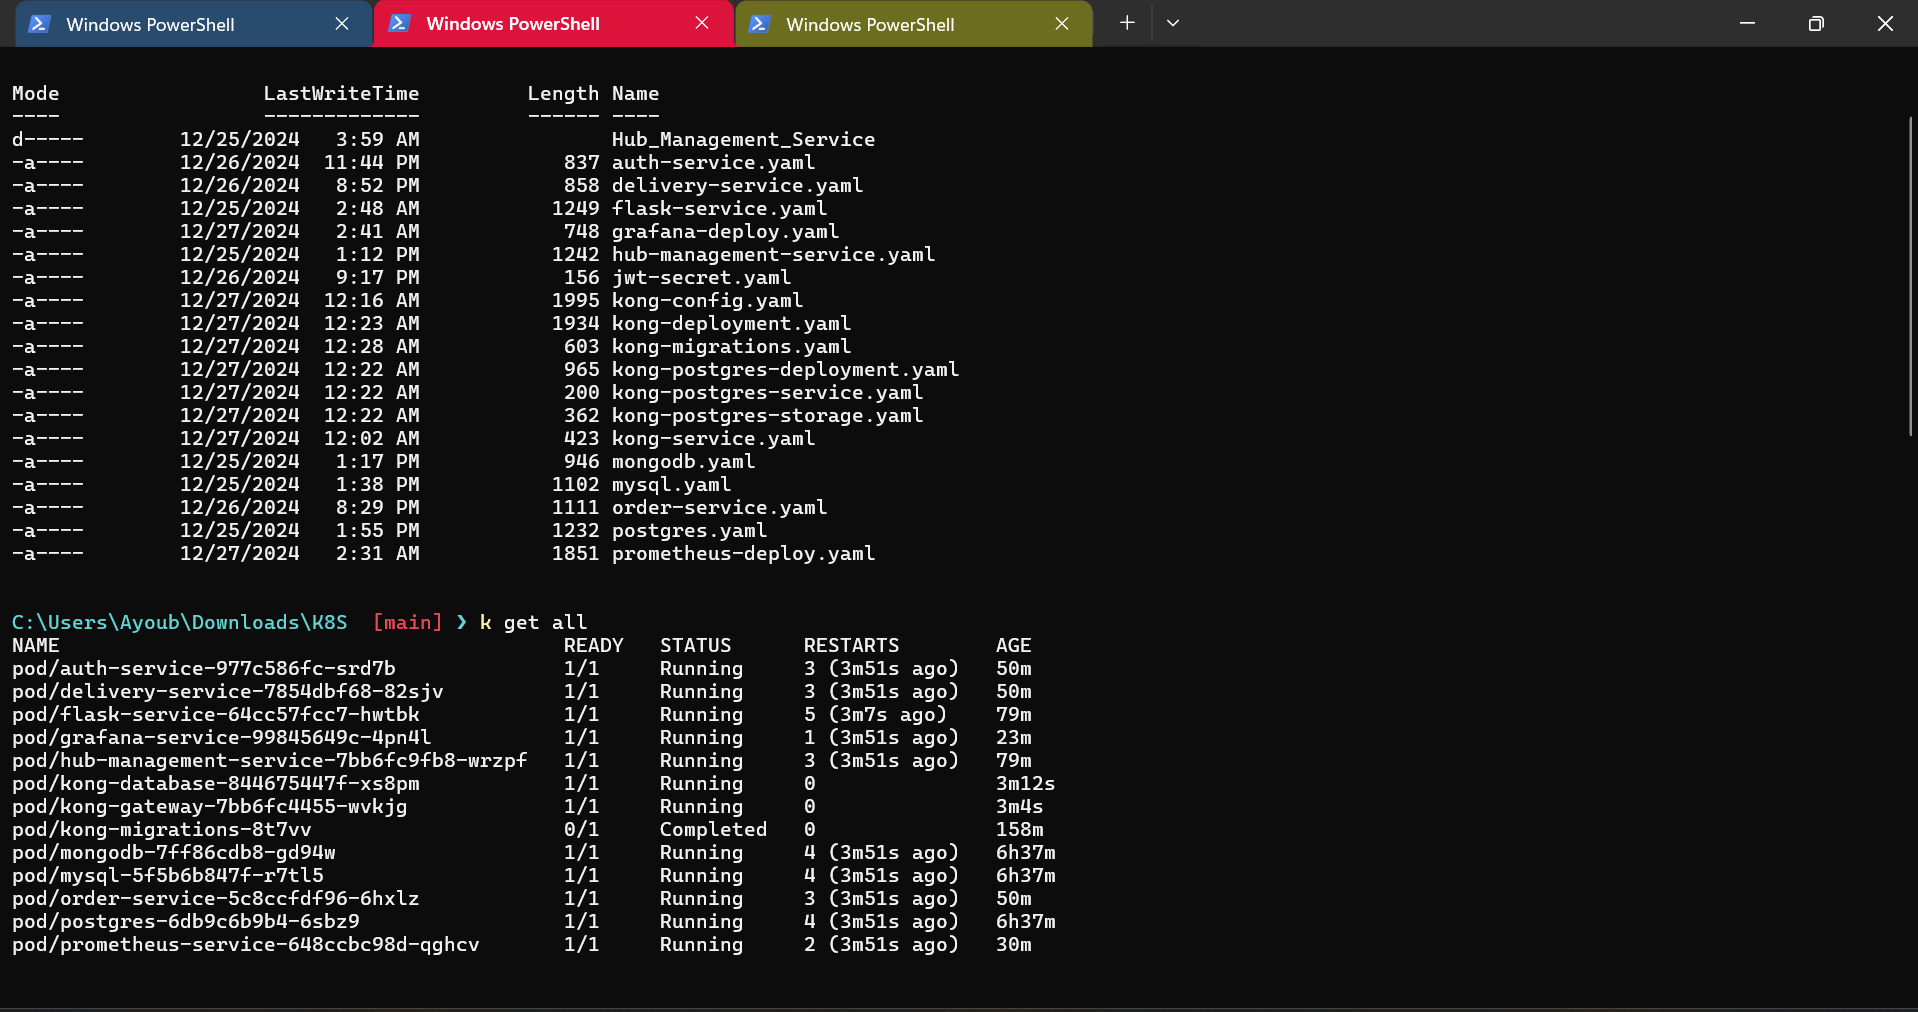 Windows PowerShell
Windows PowerShell
Windows PowerShell
Mode                 LastWriteTime         Length Name
----                 -------------         ------ ----
d-----        12/25/2024   3:59 AM                Hub_Management_Service
-a----        12/26/2024  11:44 PM            837 auth-service.yaml
-a----        12/26/2024   8:52 PM            858 delivery-service.yaml
-a----        12/25/2024   2:48 AM           1249 flask-service.yaml
-a----        12/27/2024   2:41 AM            748 grafana-deploy.yaml
-a----        12/25/2024   1:12 PM           1242 hub-management-service.yaml
-a----        12/26/2024   9:17 PM            156 jwt-secret.yaml
-a----        12/27/2024  12:16 AM           1995 kong-config.yaml
-a----        12/27/2024  12:23 AM           1934 kong-deployment.yaml
-a----        12/27/2024  12:28 AM            603 kong-migrations.yaml
-a----        12/27/2024  12:22 AM            965 kong-postgres-deployment.yaml
-a----        12/27/2024  12:22 AM            200 kong-postgres-service.yaml
-a----        12/27/2024  12:22 AM            362 kong-postgres-storage.yaml
-a----        12/27/2024  12:02 AM            423 kong-service.yaml
-a----        12/25/2024   1:17 PM            946 mongodb.yaml
-a----        12/25/2024   1:38 PM           1102 mysql.yaml
-a----        12/26/2024   8:29 PM           1111 order-service.yaml
-a----        12/25/2024   1:55 PM           1232 postgres.yaml
-a----        12/27/2024   2:31 AM           1851 prometheus-deploy.yaml
C:\Users\Ayoub\Downloads\K8S  [main] ❯ k get all
NAME                                          READY   STATUS      RESTARTS        AGE
pod/auth-service-977c586fc-srd7b              1/1     Running     3 (3m51s ago)   50m
pod/delivery-service-7854dbf68-82sjv          1/1     Running     3 (3m51s ago)   50m
pod/flask-service-64cc57fcc7-hwtbk            1/1     Running     5 (3m7s ago)    79m
pod/grafana-service-99845649c-4pn4l           1/1     Running     1 (3m51s ago)   23m
pod/hub-management-service-7bb6fc9fb8-wrzpf   1/1     Running     3 (3m51s ago)   79m
pod/kong-database-844675447f-xs8pm            1/1     Running     0               3m12s
pod/kong-gateway-7bb6fc4455-wvkjg             1/1     Running     0               3m4s
pod/kong-migrations-8t7vv                     0/1     Completed   0               158m
pod/mongodb-7ff86cdb8-gd94w                   1/1     Running     4 (3m51s ago)   6h37m
pod/mysql-5f5b6b847f-r7tl5                    1/1     Running     4 (3m51s ago)   6h37m
pod/order-service-5c8ccfdf96-6hxlz            1/1     Running     3 (3m51s ago)   50m
pod/postgres-6db9c6b9b4-6sbz9                 1/1     Running     4 (3m51s ago)   6h37m
pod/prometheus-service-648ccbc98d-qghcv       1/1     Running     2 (3m51s ago)   30m